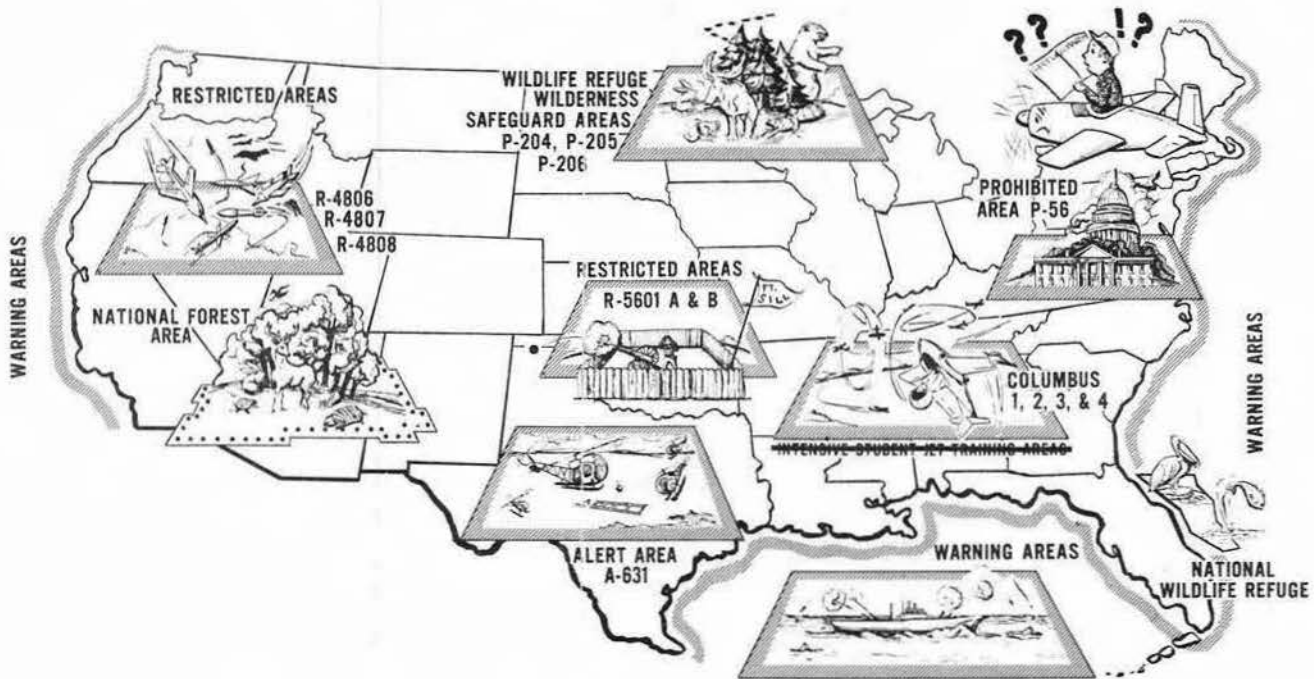 RESTRICTED AREAS
R-4806
R-4807
R-4808
WILDLIFE REFUGE
WILDERNESS
SAFEGUARD AREAS
P-204, P-205
P-206
?? !?
PROHIBITED
AREA P-56
WARNING AREAS
NATIONAL FOREST
AREA
RESTRICTED AREAS
R-5601 A & B
FT.
SILL
COLUMBUS
1, 2, 3, & 4
INTENSIVE STUDENT JET TRAINING AREAS
WARNING AREAS
ALERT AREA
A-631
WARNING AREAS
NATIONAL
WILDLIFE REFUGE